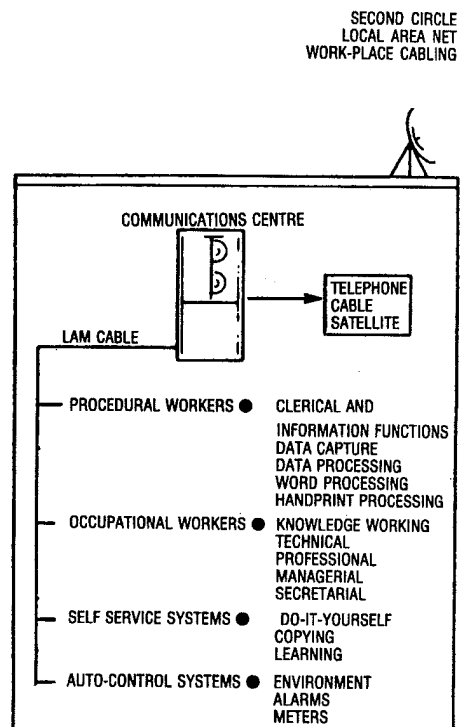 SECOND CIRCLE
LOCAL AREA NET
WORK-PLACE CABLING
COMMUNICATIONS CENTRE
TELEPHONE
CABLE
SATELLITE
LAM CABLE
PROCEDURAL WORKERS ● CLERICAL AND
INFORMATION FUNCTIONS
DATA CAPTURE
DATA PROCESSING
WORD PROCESSING
HANDPRINT PROCESSING
OCCUPATIONAL WORKERS ● KNOWLEDGE WORKING
TECHNICAL
PROFESSIONAL
MANAGERIAL
SECRETARIAL
SELF SERVICE SYSTEMS ● DO-IT-YOURSELF
COPYING
LEARNING
AUTO-CONTROL SYSTEMS ● ENVIRONMENT
ALARMS
METERS